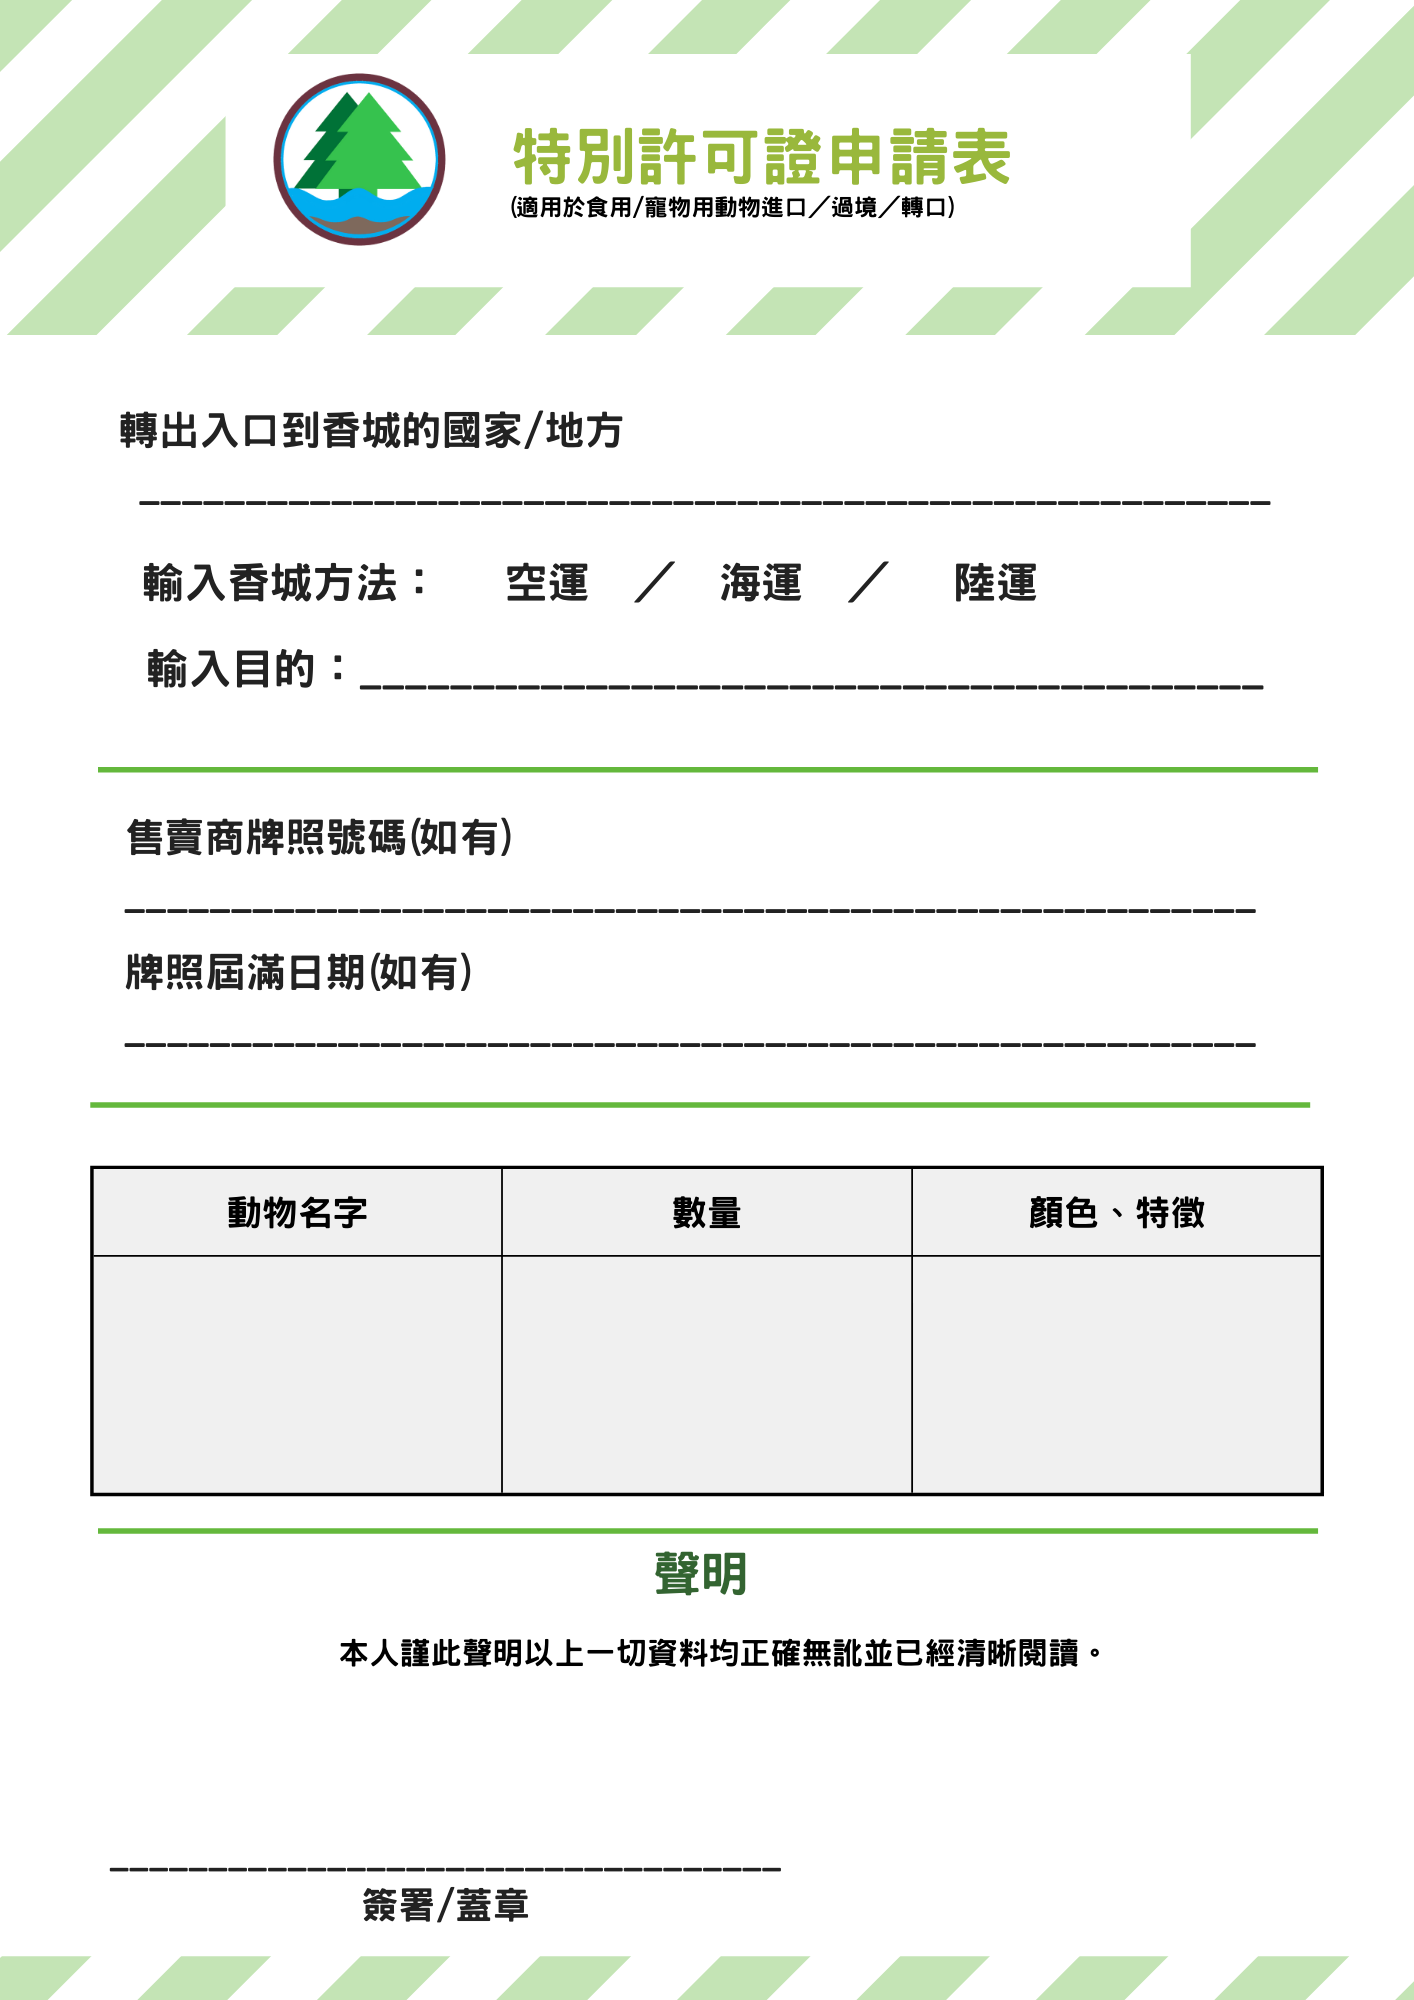 特別許可證申請表
(適用於食用/寵物用動物進口／過境／轉口)
轉出入口到香城的國家/地方
_____________________________________________________
輸入香城方法： 空運 ／ 海運 ／ 陸運
輸入目的：________________________________________
售賣商牌照號碼(如有)
_____________________________________________________
牌照屆滿日期(如有)
_____________________________________________________
動物名字 數量 顏色、特徵
聲明
本人謹此聲明以上一切資料均正確無訛並已經清晰閱讀。
__________________________________
簽署/蓋章